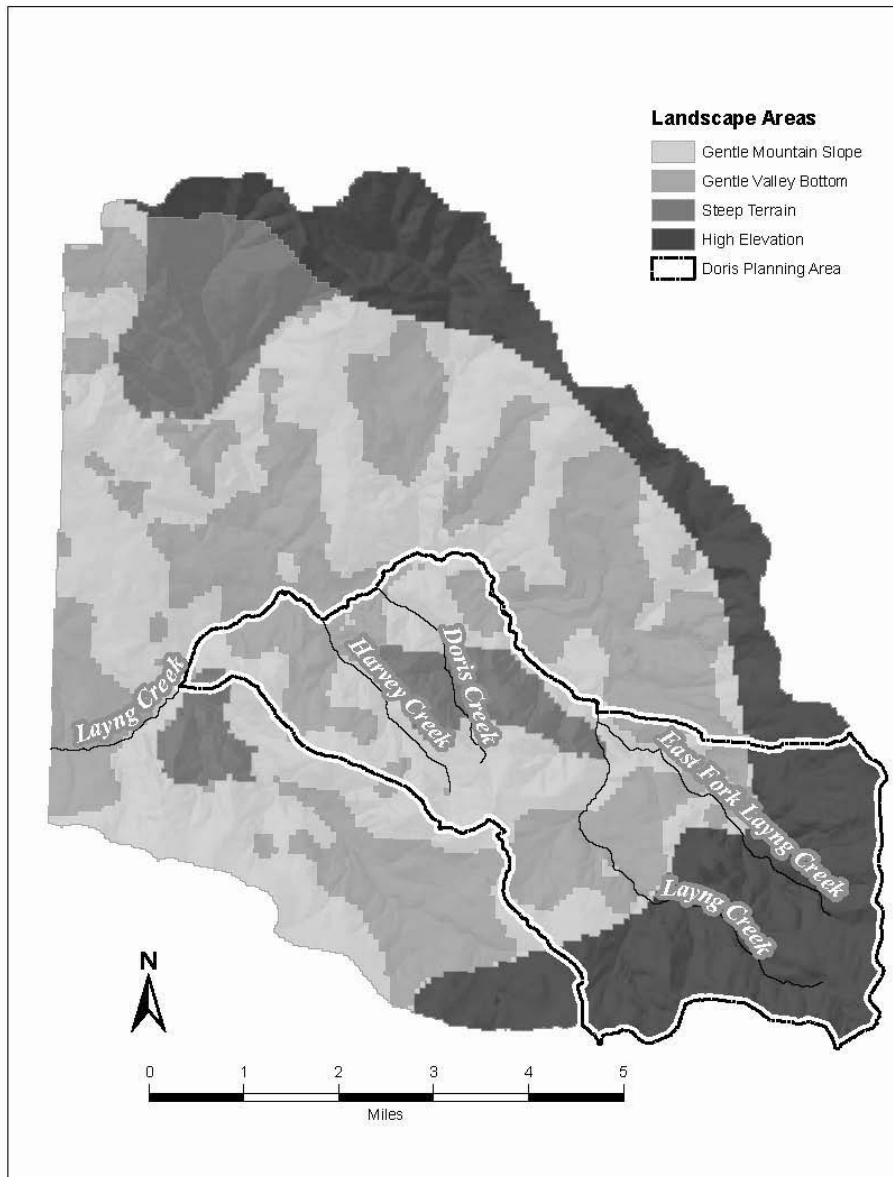 Landscape Areas
Gentle Mountain Slope
Gentle Valley Bottom
Steep Terrain
High Elevation
Doris Planning Area
Layng Creek
Harvey Creek
Doris Creek
East Fork Layng Creek
Layng Creek
N
0 1 2 3 4 5
Miles